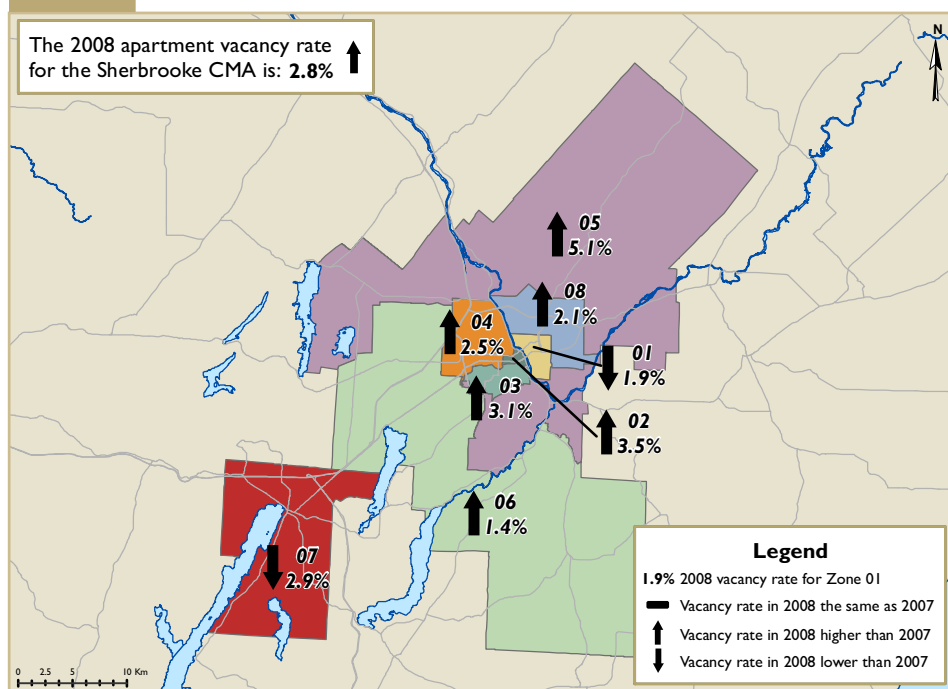 The 2008 apartment vacancy rate
for the Sherbrooke CMA is: 2.8%
N
05
5.1%
08
2.1%
04
2.5%
01
1.9%
03
3.1%
02
3.5%
06
1.4%
07
2.9%
Legend
1.9% 2008 vacancy rate for Zone 01
Vacancy rate in 2008 the same as 2007
Vacancy rate in 2008 higher than 2007
Vacancy rate in 2008 lower than 2007
0 2.5 5 10 Km